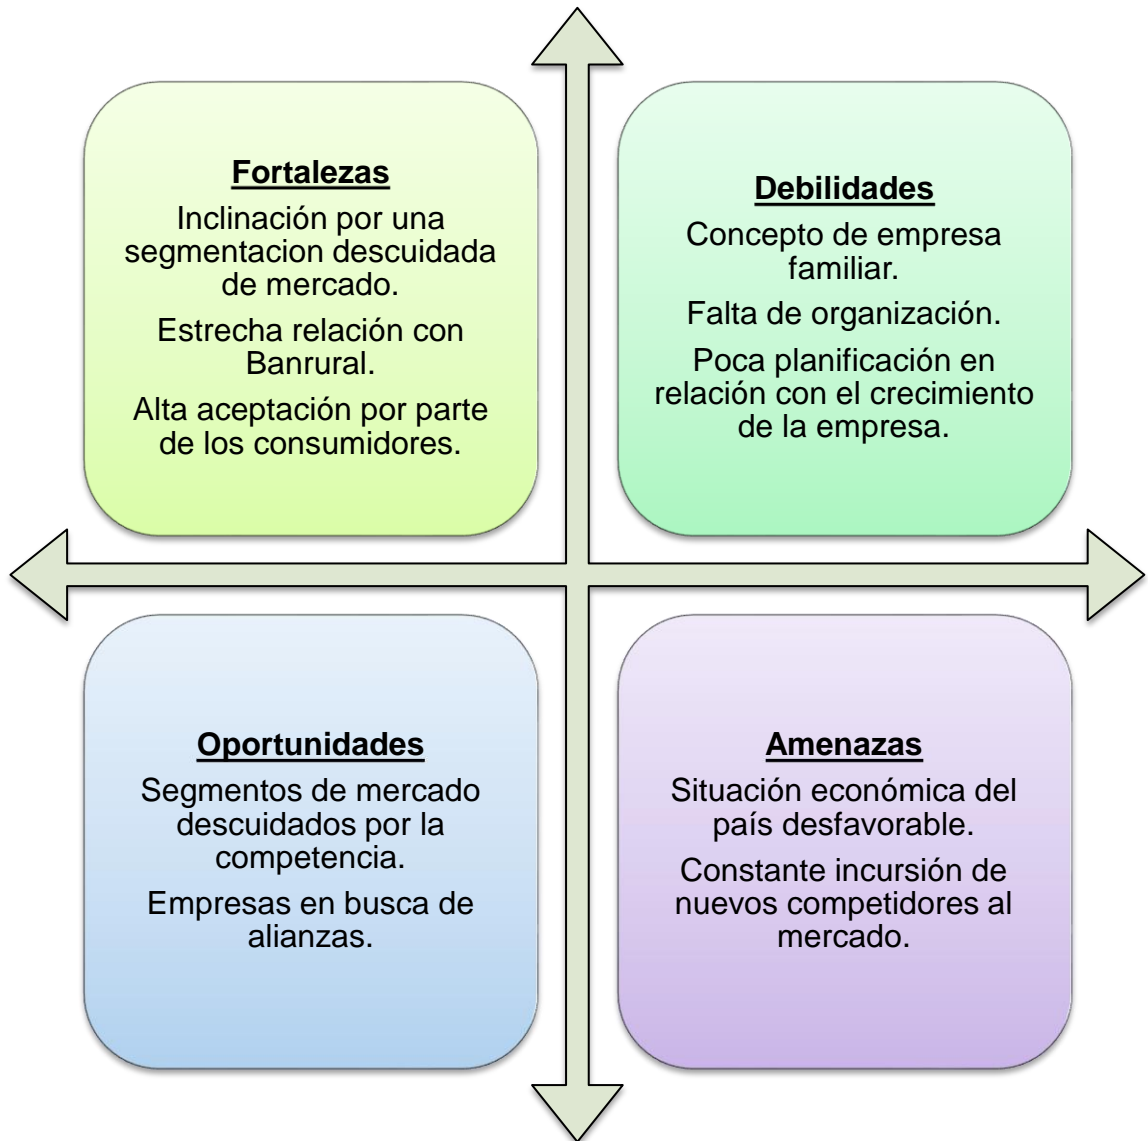 Fortalezas
Inclinación por una
segmentacion descuidada
de mercado.
Estrecha relación con
Banrural.
Alta aceptación por parte
de los consumidores.
Debilidades
Concepto de empresa
familiar.
Falta de organización.
Poca planificación en
relación con el crecimiento
de la empresa.
Oportunidades
Segmentos de mercado
descuidados por la
competencia.
Empresas en busca de
alianzas.
Amenazas
Situación económica del
país desfavorable.
Constante incursión de
nuevos competidores al
mercado.